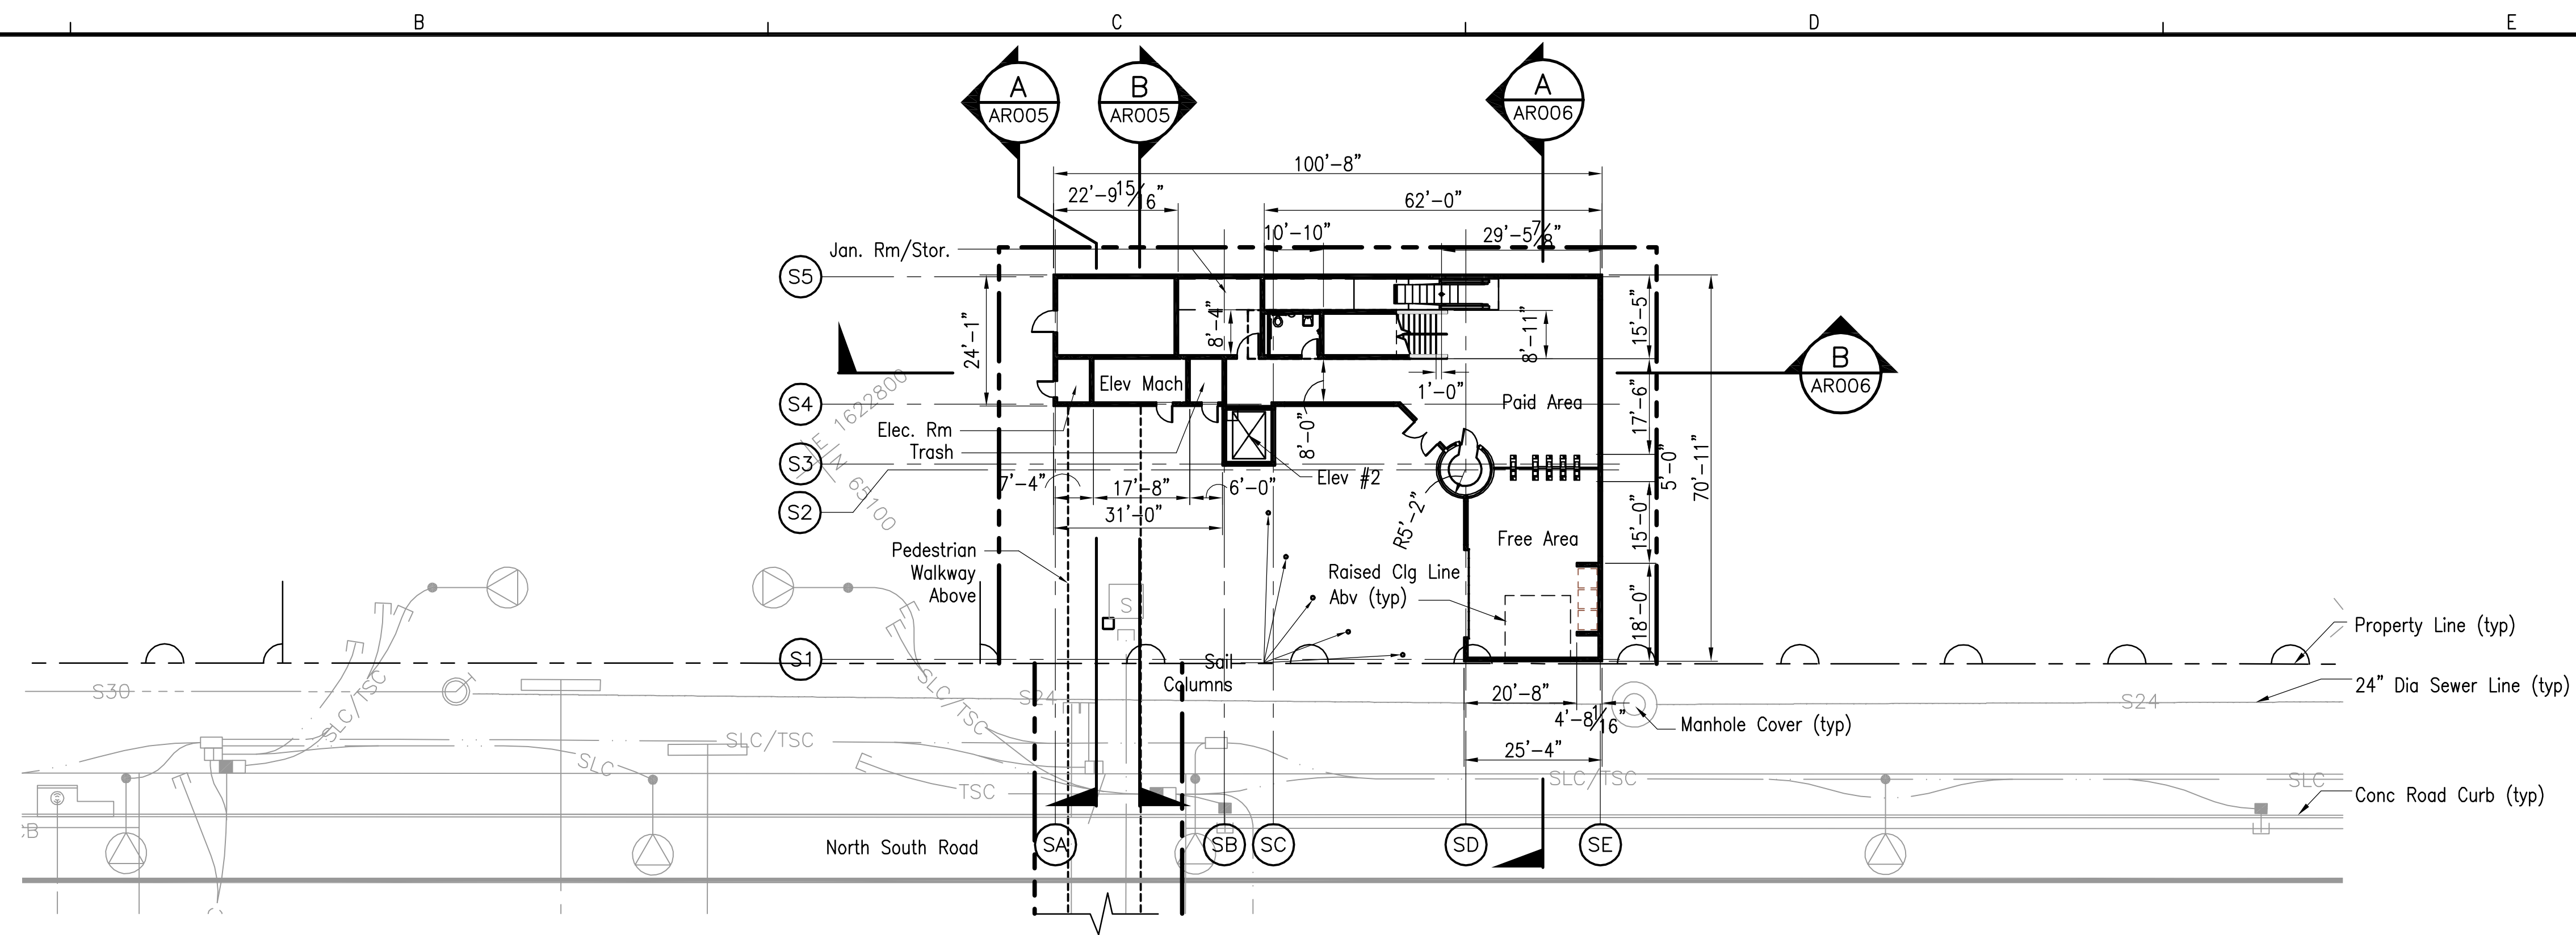 B
C
D
E
A
AR005
B
AR005
A
AR006
100'-8"
22'-9 15/16"
62'-0"
10'-10"
29'-5 7/8"
Jan. Rm/Stor.
S5
24'-1"
8'-4"
8'-11"
15'-5"
B
AR006
Elev Mach
1'-0"
S4
Paid Area
17'-6"
E 1622800
N 65100
Elec. Rm
Trash
8'-0"
S3
Elev #2
5'-0"
70'-11"
7'-4"
17'-8"
6'-0"
S2
31'-0"
R5'-2"
15'-0"
Free Area
Pedestrian
Walkway
Above
Raised Clg Line
Abv (typ)
S
18'-0"
Property Line (typ)
S1
Sail
Columns
S30
SLC/TSC
SLC/TSC
S24
20'-8"
24" Dia Sewer Line (typ)
S24
4'-8 1/16"
Manhole Cover (typ)
SLC/TSC
25'-4"
SLC
TSC
SLC/TSC
SLC
Conc Road Curb (typ)
North South Road
SA
SB
SC
SD
SE